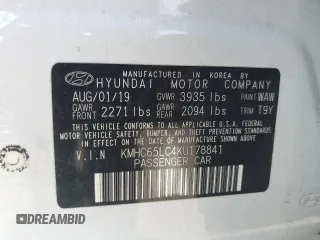 MANUFACTURED IN KOREA
HYUNDAI MOTOR COMPANY
AUG/01/19 GVWR 3935 lbs PAINT WAW
GAWR FRONT 2271 lbs GAWR REAR 2094 lbs TRIM T9Y
THIS VEHICLE CONFORMS TO ALL APPLICABLE U.S. FEDERAL MOTOR
VEHICLE SAFETY, BUMPER, AND THEFT PREVENTION STANDARDS
IN EFFECT ON THE DATE OF MANUFACTURE SHOWN ABOVE.
V.I.N KMHC65LC4KU178841
PASSENGER CAR